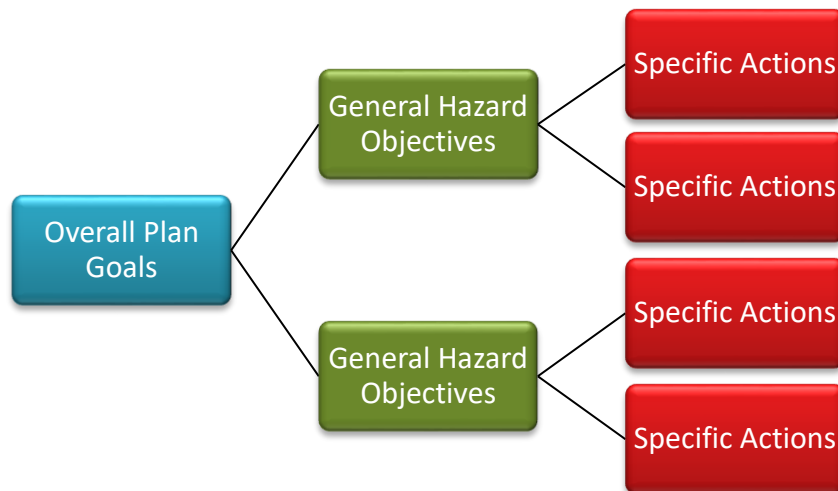 Overall Plan
Goals
General Hazard
Objectives
Specific Actions
Specific Actions
General Hazard
Objectives
Specific Actions
Specific Actions